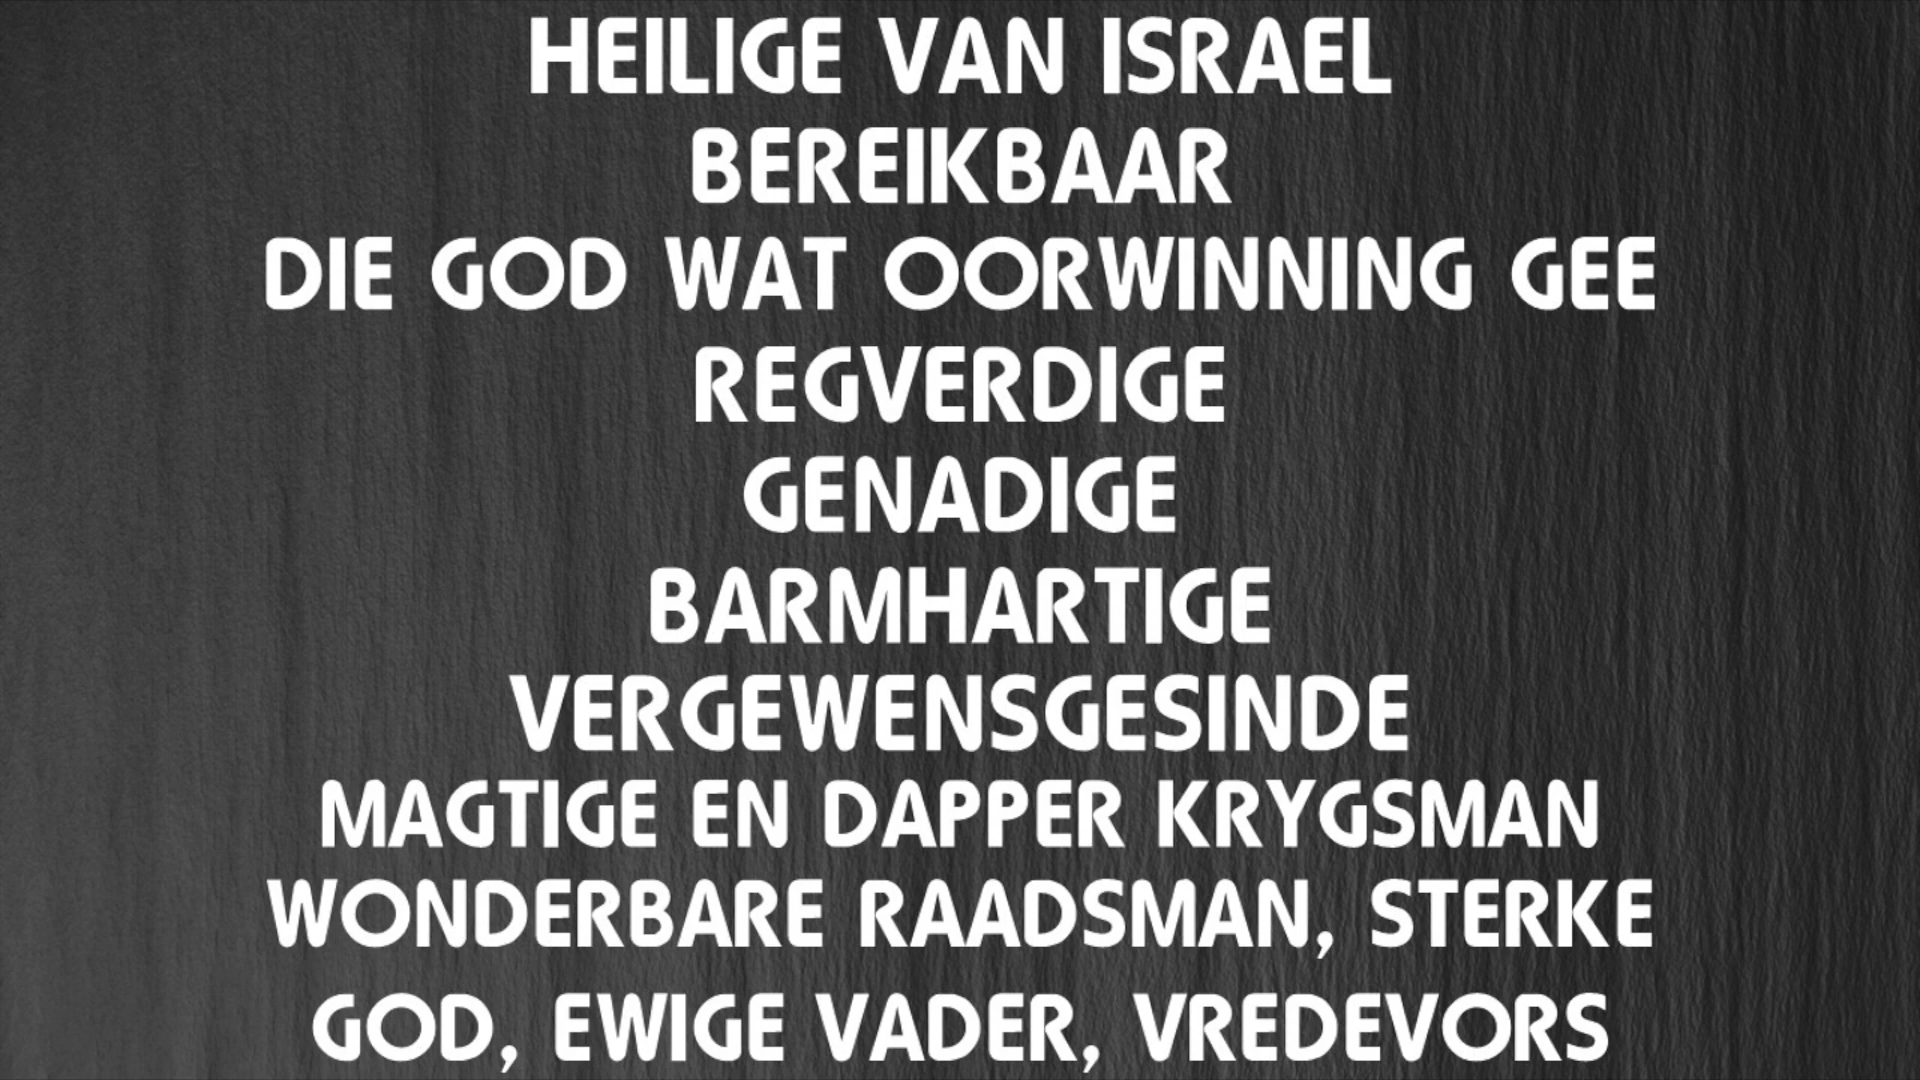 HEILIGE VAN ISRAEL
BEREIKBAAR
DIE GOD WAT OORWINNING GEE
REGVERDIGE
GENADIGE
BARMHARTIGE
VERGEWENSGESINDE
MAGTIGE EN DAPPER KRYGSMAN
WONDERBARE RAADSMAN, STERKE
GOD, EWIGE VADER, VREDEVORS